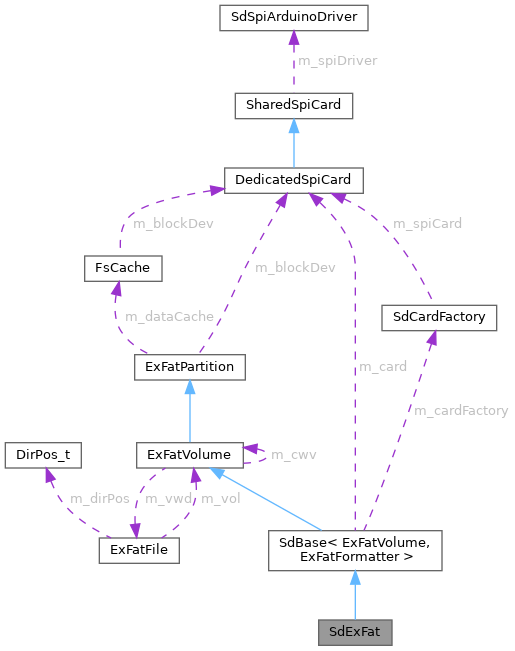 SdSpiArduinoDriver
m_spiDriver
SharedSpiCard
DedicatedSpiCard
m_blockDev
m_spiCard
FsCache
m_blockDev
m_dataCache
SdCardFactory
ExFatPartition
m_card
m_cardFactory
DirPos_t
ExFatVolume
m_cwv
m_dirPos
m_vwd
m_vol
ExFatFile
SdBase< ExFatVolume,
ExFatFormatter >
SdExFat